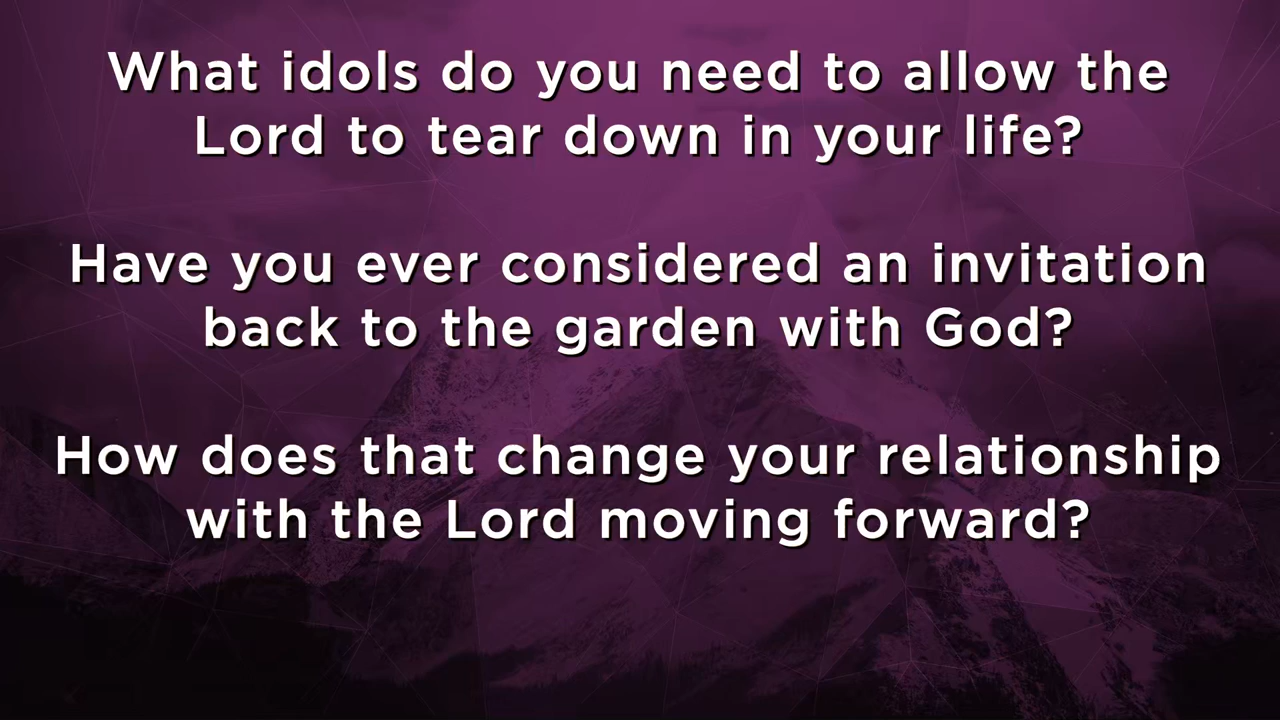 What idols do you need to allow the
Lord to tear down in your life?
Have you ever considered an invitation
back to the garden with God?
How does that change your relationship
with the Lord moving forward?